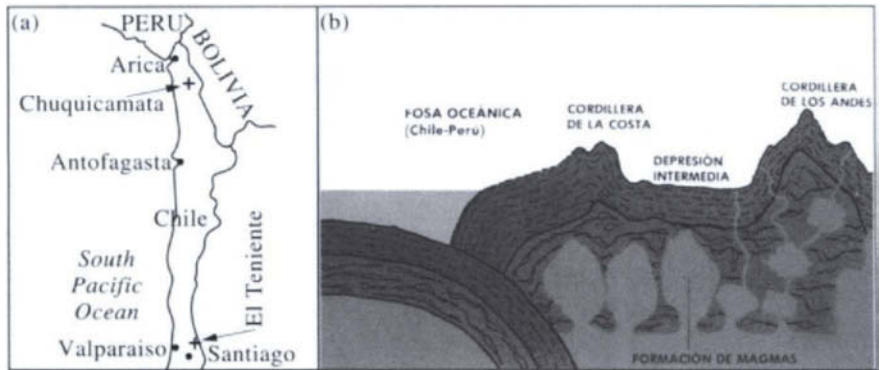 (a)
PERU
BOLIVIA
Arica
Chuquicamata
Antofagasta
Chile
South
Pacific
Ocean
El Teniente
Valparaiso
Santiago
(b)
FOSA OCEÁNICA
(Chile-Perú)
CORDILLERA
DE LA COSTA
DEPRESIÓN
INTERMEDIA
CORDILLERA
DE LOS ANDES
FORMACIÓN DE MAGMAS